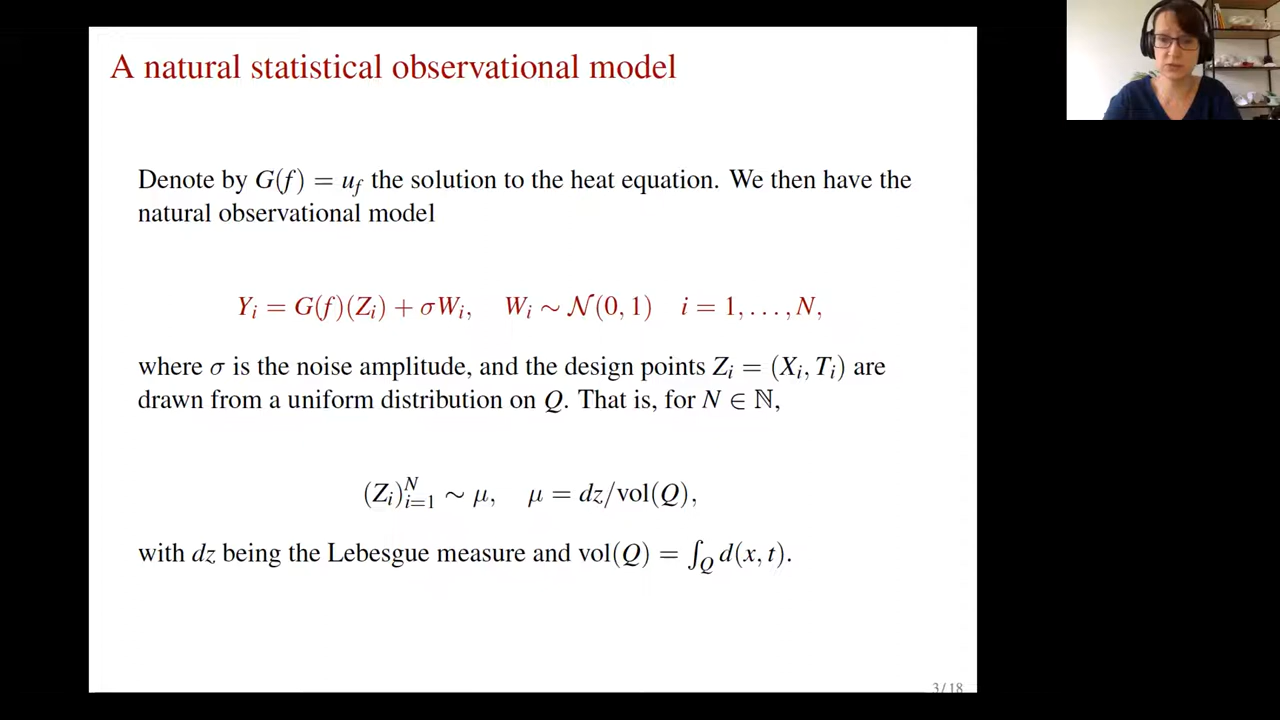 A natural statistical observational model
Denote by G(f) = u_f the solution to the heat equation. We then have the
natural observational model
Y_i = G(f)(Z_i) + σW_i, W_i ∼ 𝒩(0, 1) i = 1, . . . , N,
where σ is the noise amplitude, and the design points Z_i = (X_i, T_i) are
drawn from a uniform distribution on Q. That is, for N ∈ ℕ,
(Z_i)_{i=1}^N ∼ μ, μ = dz/vol(Q),
with dz being the Lebesgue measure and vol(Q) = ∫_Q d(x, t).
3/18